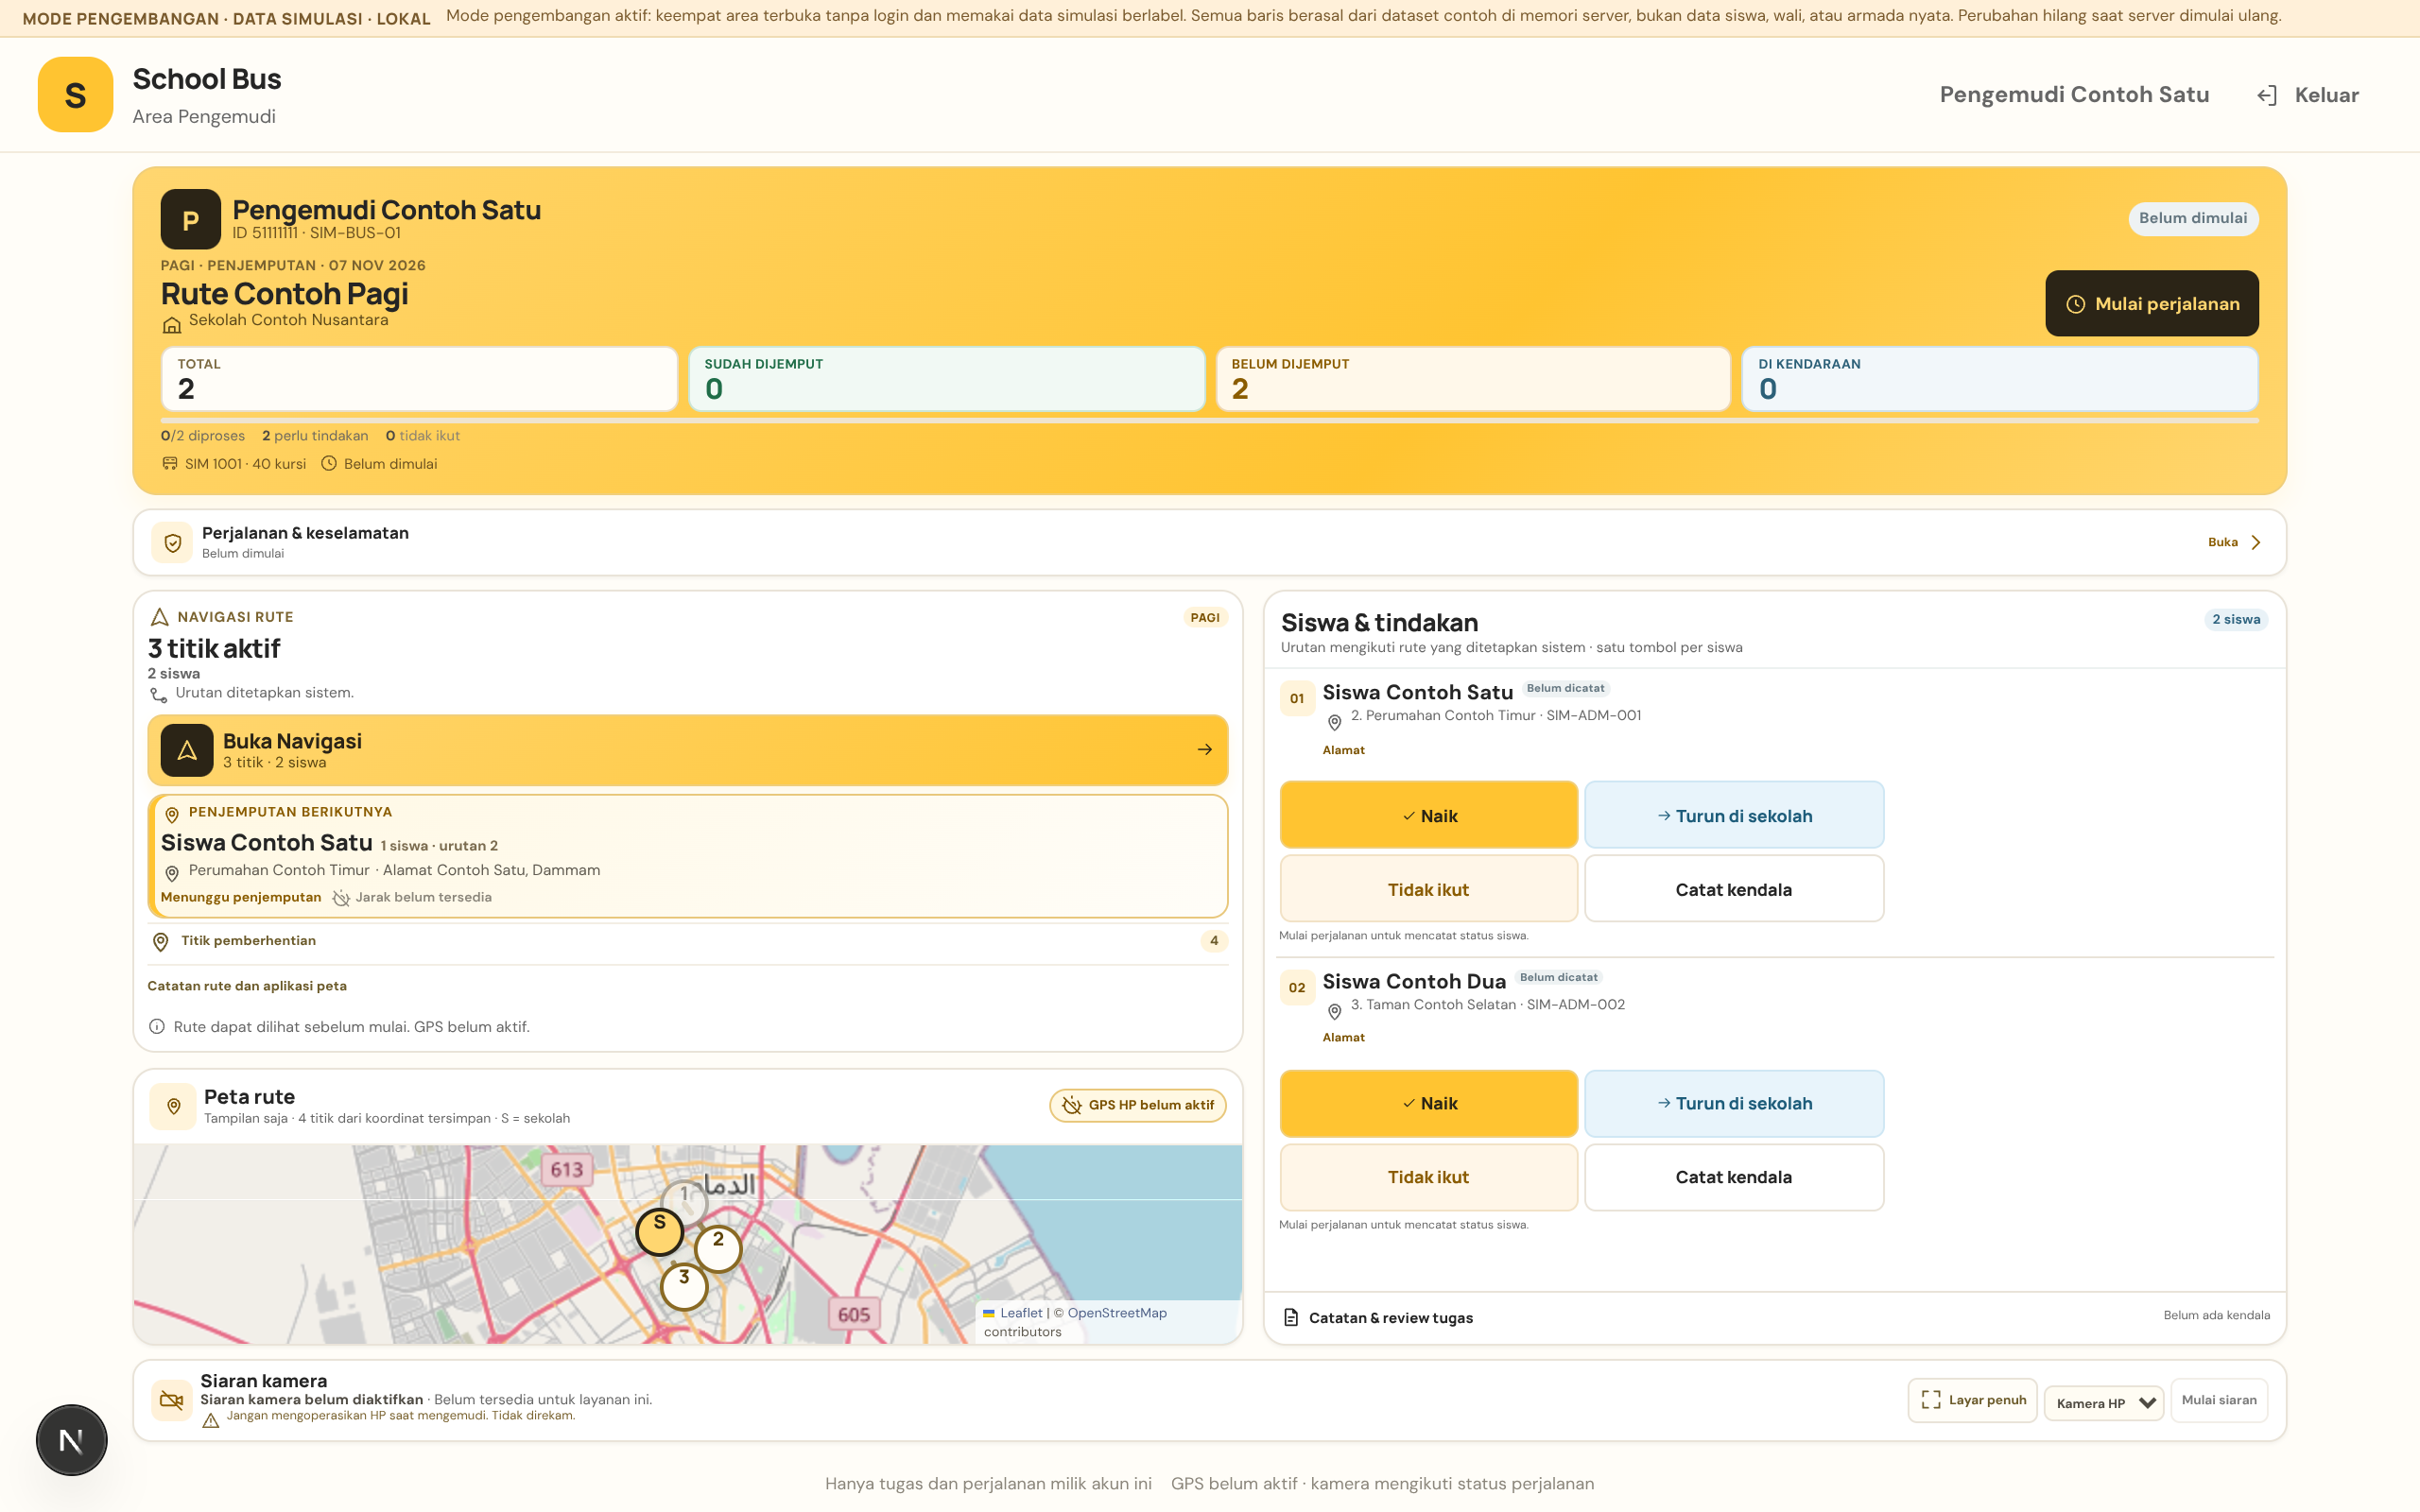 MODE PENGEMBANGAN · DATA SIMULASI · LOKAL
Mode pengembangan aktif: keempat area terbuka tanpa login dan memakai data simulasi berlabel. Semua baris berasal dari dataset contoh di memori server, bukan data siswa, wali, atau armada nyata. Perubahan hilang saat server dimulai ulang.
S
School Bus
Area Pengemudi
Pengemudi Contoh Satu
Keluar
P
Pengemudi Contoh Satu
ID 51111111 · SIM-BUS-01
Belum dimulai
PAGI · PENJEMPUTAN · 07 NOV 2026
Rute Contoh Pagi
Sekolah Contoh Nusantara
Mulai perjalanan
TOTAL
2
SUDAH DIJEMPUT
0
BELUM DIJEMPUT
2
DI KENDARAAN
0
0/2 diproses 2 perlu tindakan 0 tidak ikut
SIM 1001 · 40 kursi Belum dimulai
Perjalanan & keselamatan
Belum dimulai
Buka
NAVIGASI RUTE
PAGI
3 titik aktif
2 siswa
Urutan ditetapkan sistem.
Buka Navigasi
3 titik · 2 siswa
PENJEMPUTAN BERIKUTNYA
Siswa Contoh Satu 1 siswa · urutan 2
Perumahan Contoh Timur · Alamat Contoh Satu, Dammam
Menunggu penjemputan Jarak belum tersedia
Titik pemberhentian
4
Catatan rute dan aplikasi peta
Rute dapat dilihat sebelum mulai. GPS belum aktif.
Peta rute
Tampilan saja · 4 titik dari koordinat tersimpan · S = sekolah
GPS HP belum aktif
613
1
S
2
3
605
Leaflet | © OpenStreetMap
contributors
Siswa & tindakan
Urutan mengikuti rute yang ditetapkan sistem · satu tombol per siswa
2 siswa
01
Siswa Contoh Satu Belum dicatat
2. Perumahan Contoh Timur · SIM-ADM-001
Alamat
Naik
Turun di sekolah
Tidak ikut
Catat kendala
Mulai perjalanan untuk mencatat status siswa.
02
Siswa Contoh Dua Belum dicatat
3. Taman Contoh Selatan · SIM-ADM-002
Alamat
Naik
Turun di sekolah
Tidak ikut
Catat kendala
Mulai perjalanan untuk mencatat status siswa.
Catatan & review tugas
Belum ada kendala
Siaran kamera
Siaran kamera belum diaktifkan · Belum tersedia untuk layanan ini.
Jangan mengoperasikan HP saat mengemudi. Tidak direkam.
Layar penuh
Kamera HP
Mulai siaran
N
Hanya tugas dan perjalanan milik akun ini GPS belum aktif · kamera mengikuti status perjalanan